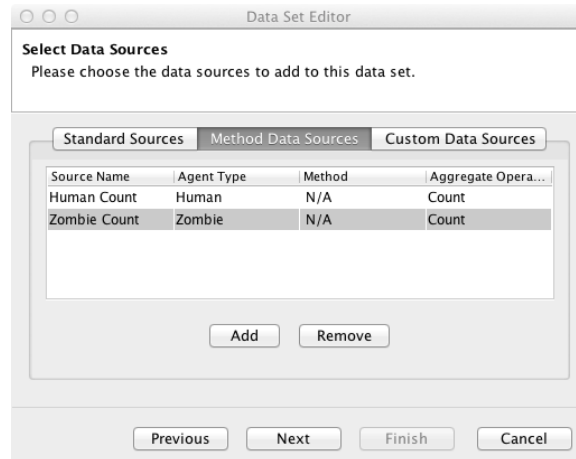 Data Set Editor
Select Data Sources
Please choose the data sources to add to this data set.
Standard Sources Method Data Sources Custom Data Sources
Source Name Agent Type Method Aggregate Opera...
Human Count Human N/A Count
Zombie Count Zombie N/A Count
Add Remove
Previous Next Finish Cancel